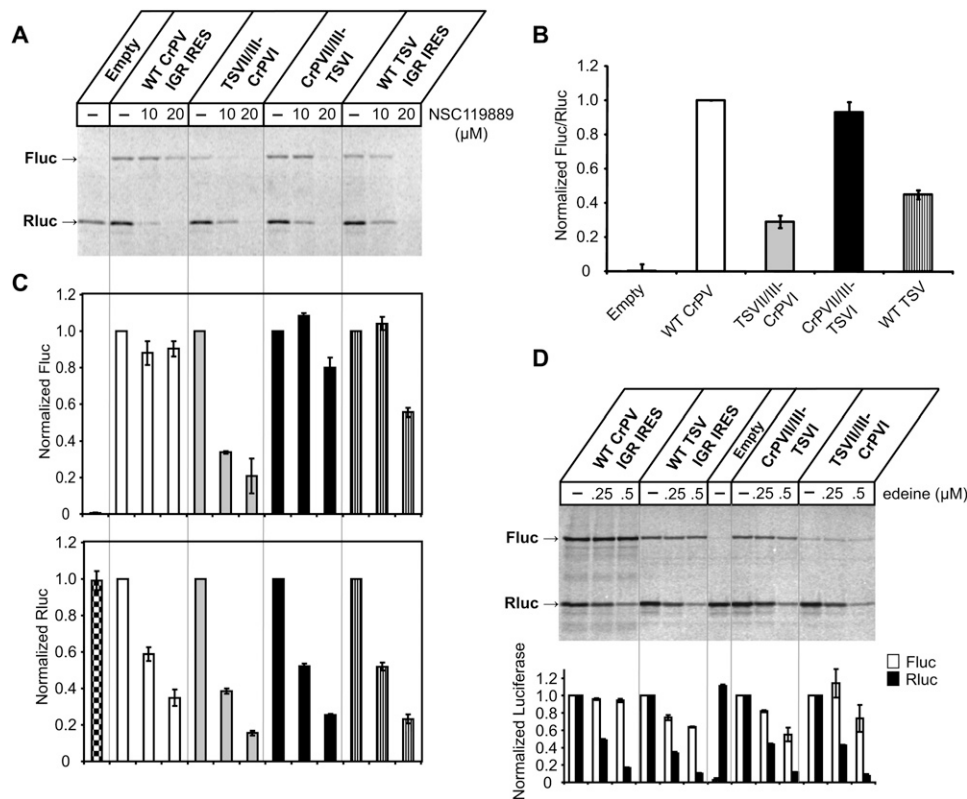 A
Empty
WT CrPV
IGR IRES
TSVII/III-
CrPVI
CrPVII/III-
TSVI
WT TSV
IGR IRES
– – 10 20 – 10 20 – 10 20 – 10 20 NSC119889
(µM)
Fluc →
Rluc →
B
Normalized Fluc/Rluc
1.0
0.8
0.6
0.4
0.2
0
Empty
WT CrPV
TSVII/III-
CrPVI
CrPVII/III-
TSVI
WT TSV
C
Normalized Fluc
1.2
1.0
0.8
0.6
0.4
0.2
0
Normalized Rluc
1.2
1.0
0.8
0.6
0.4
0.2
0
D
WT CrPV
IGR IRES
WT TSV
IGR IRES
Empty
CrPVII/III-
TSVI
TSVII/III-
CrPVI
– .25 .5 – .25 .5 – – .25 .5 – .25 .5 edeine (µM)
Fluc →
Rluc →
Normalized Luciferase
1.2
1.0
0.8
0.6
0.4
0.2
0
Fluc
Rluc